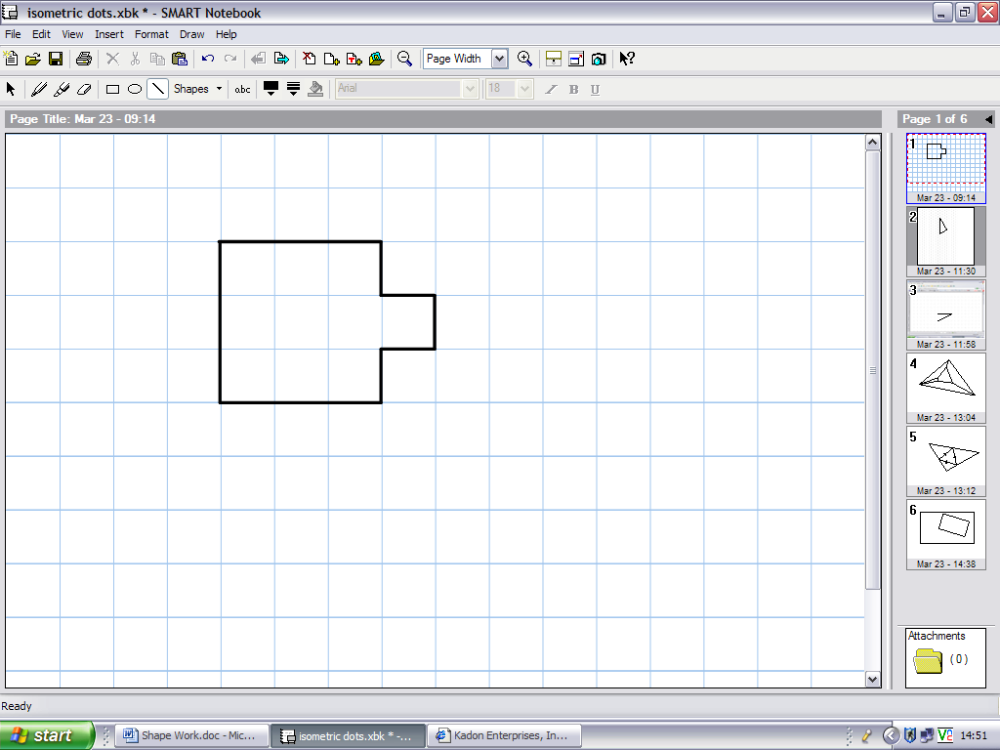 isometric dots.xbk * - SMART Notebook
File Edit View Insert Format Draw Help
Page Width
Shapes abc Arial 18 I B U
Page Title: Mar 23 - 09:14
Page 1 of 6
1
Mar 23 - 09:14
2
Mar 23 - 11:30
3
Mar 23 - 11:58
4
Mar 23 - 13:04
5
Mar 23 - 13:12
6
Mar 23 - 14:38
Attachments
(0)
Ready
start Shape Work.doc - Mic... isometric dots.xbk * -... Kadon Enterprises, In... 14:51